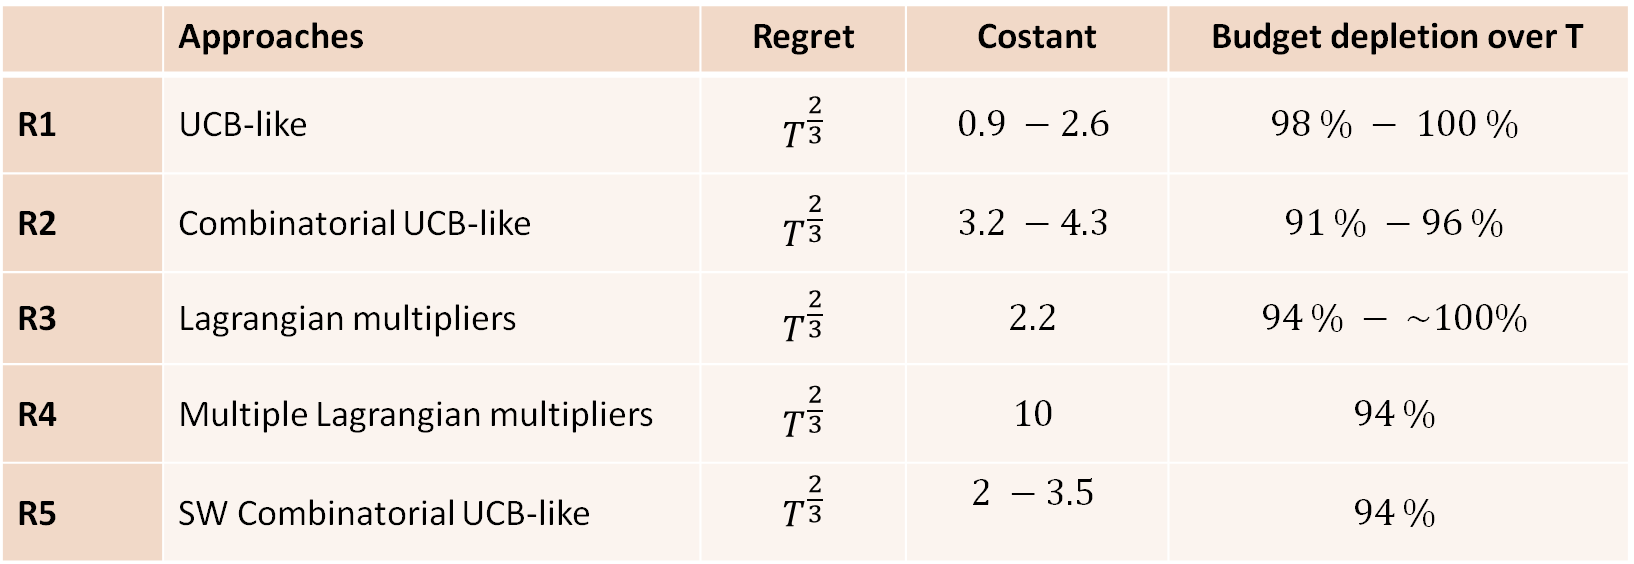 Approaches Regret Costant Budget depletion over T
R1 UCB-like T^2/3 0.9 – 2.6 98 % – 100 %
R2 Combinatorial UCB-like T^2/3 3.2 – 4.3 91 % – 96 %
R3 Lagrangian multipliers T^2/3 2.2 94 % – ~100%
R4 Multiple Lagrangian multipliers T^2/3 10 94 %
R5 SW Combinatorial UCB-like T^2/3 2 – 3.5 94 %